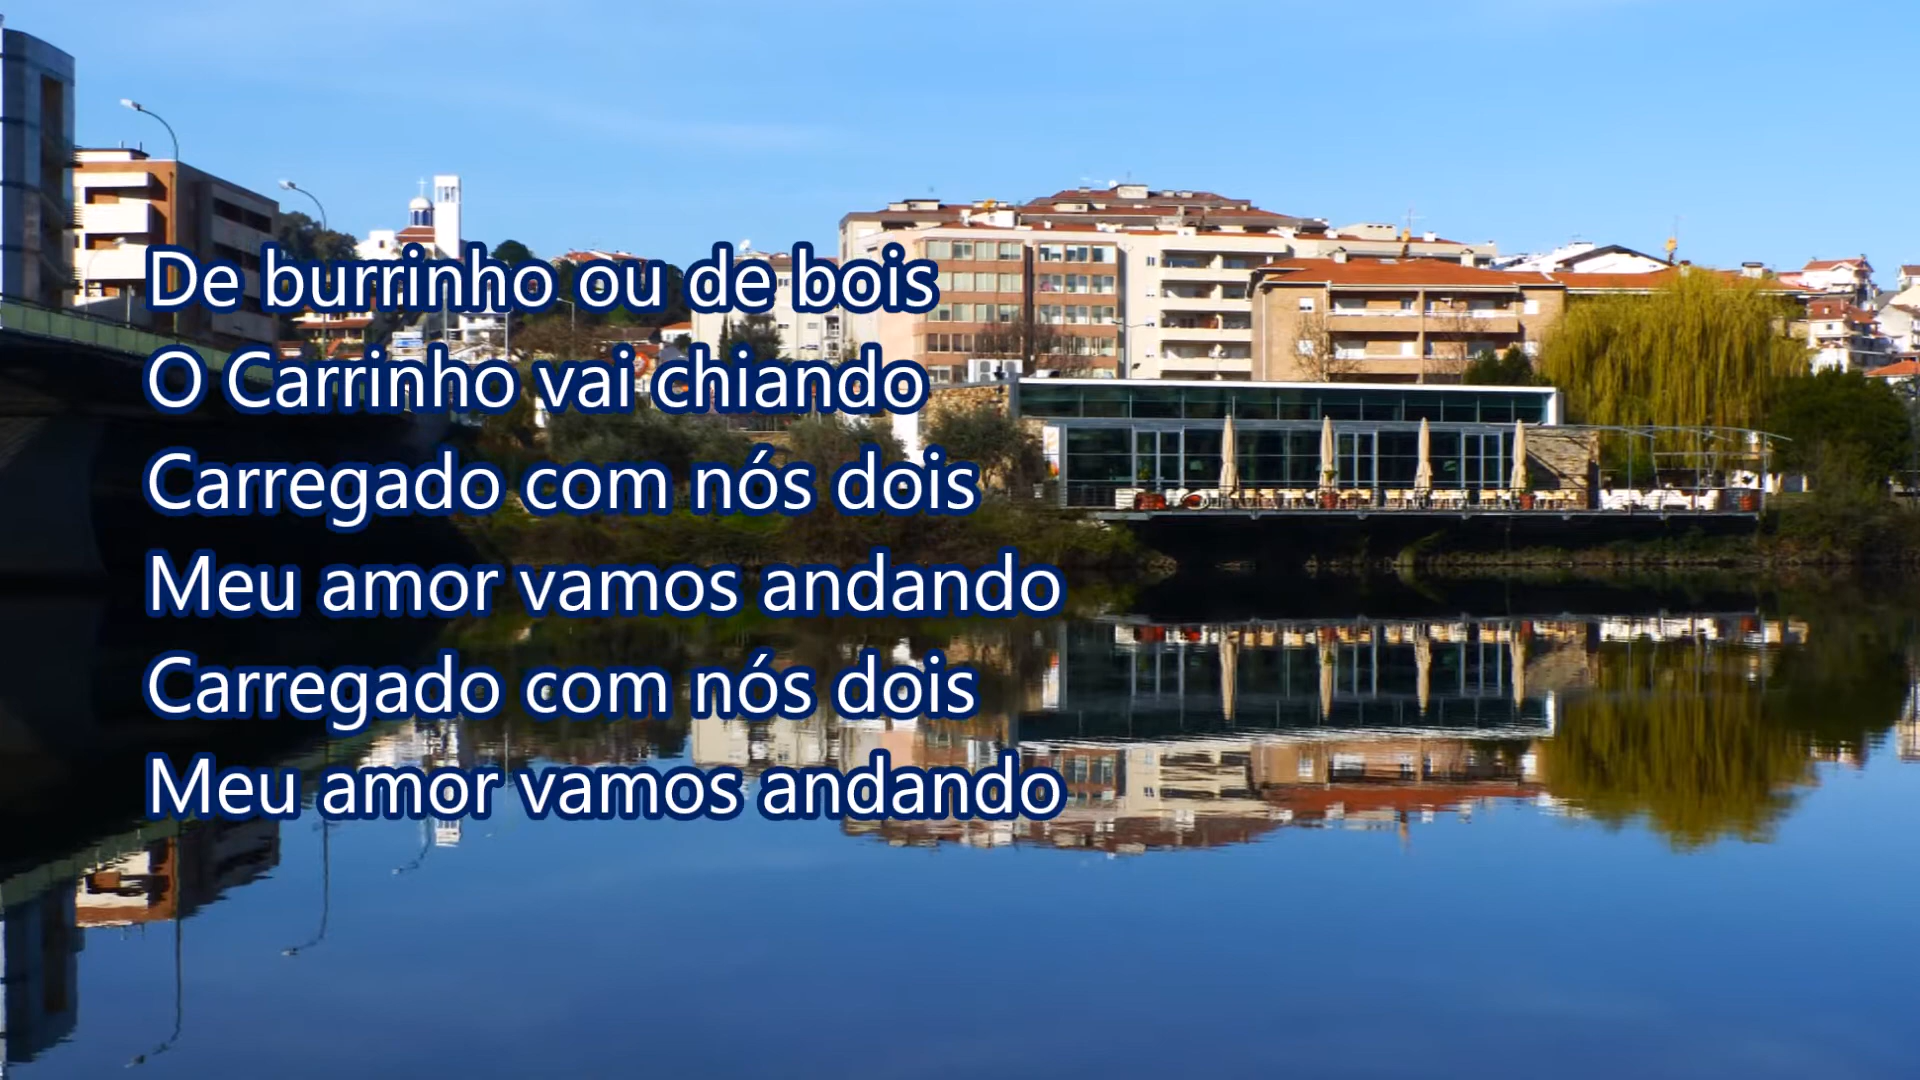 De burrinho ou de bois
O Carrinho vai chiando
Carregado com nós dois
Meu amor vamos andando
Carregado com nós dois
Meu amor vamos andando